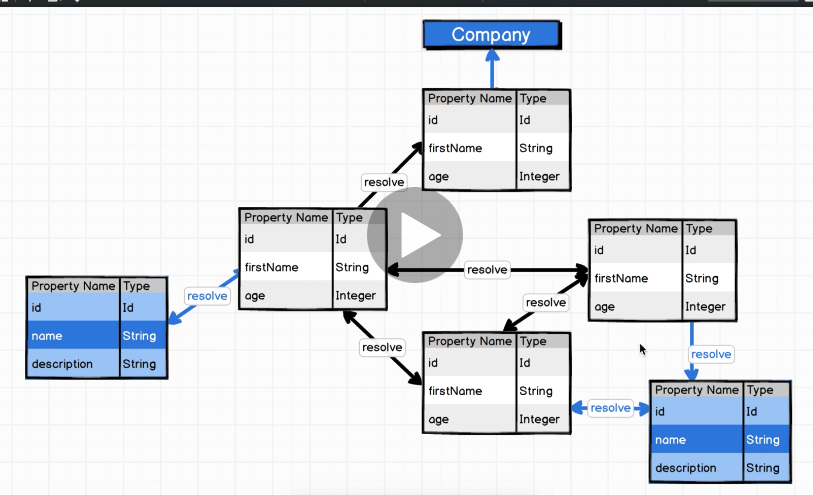 Company
Property Name Type
id Id
firstName String
age Integer
resolve
Property Name Type
id Id
firstName String
age Integer
resolve
Property Name Type
id Id
firstName String
age Integer
resolve
Property Name Type
id Id
name String
description String
resolve
resolve
Property Name Type
id Id
firstName String
age Integer
resolve
resolve
Property Name Type
id Id
name String
description String